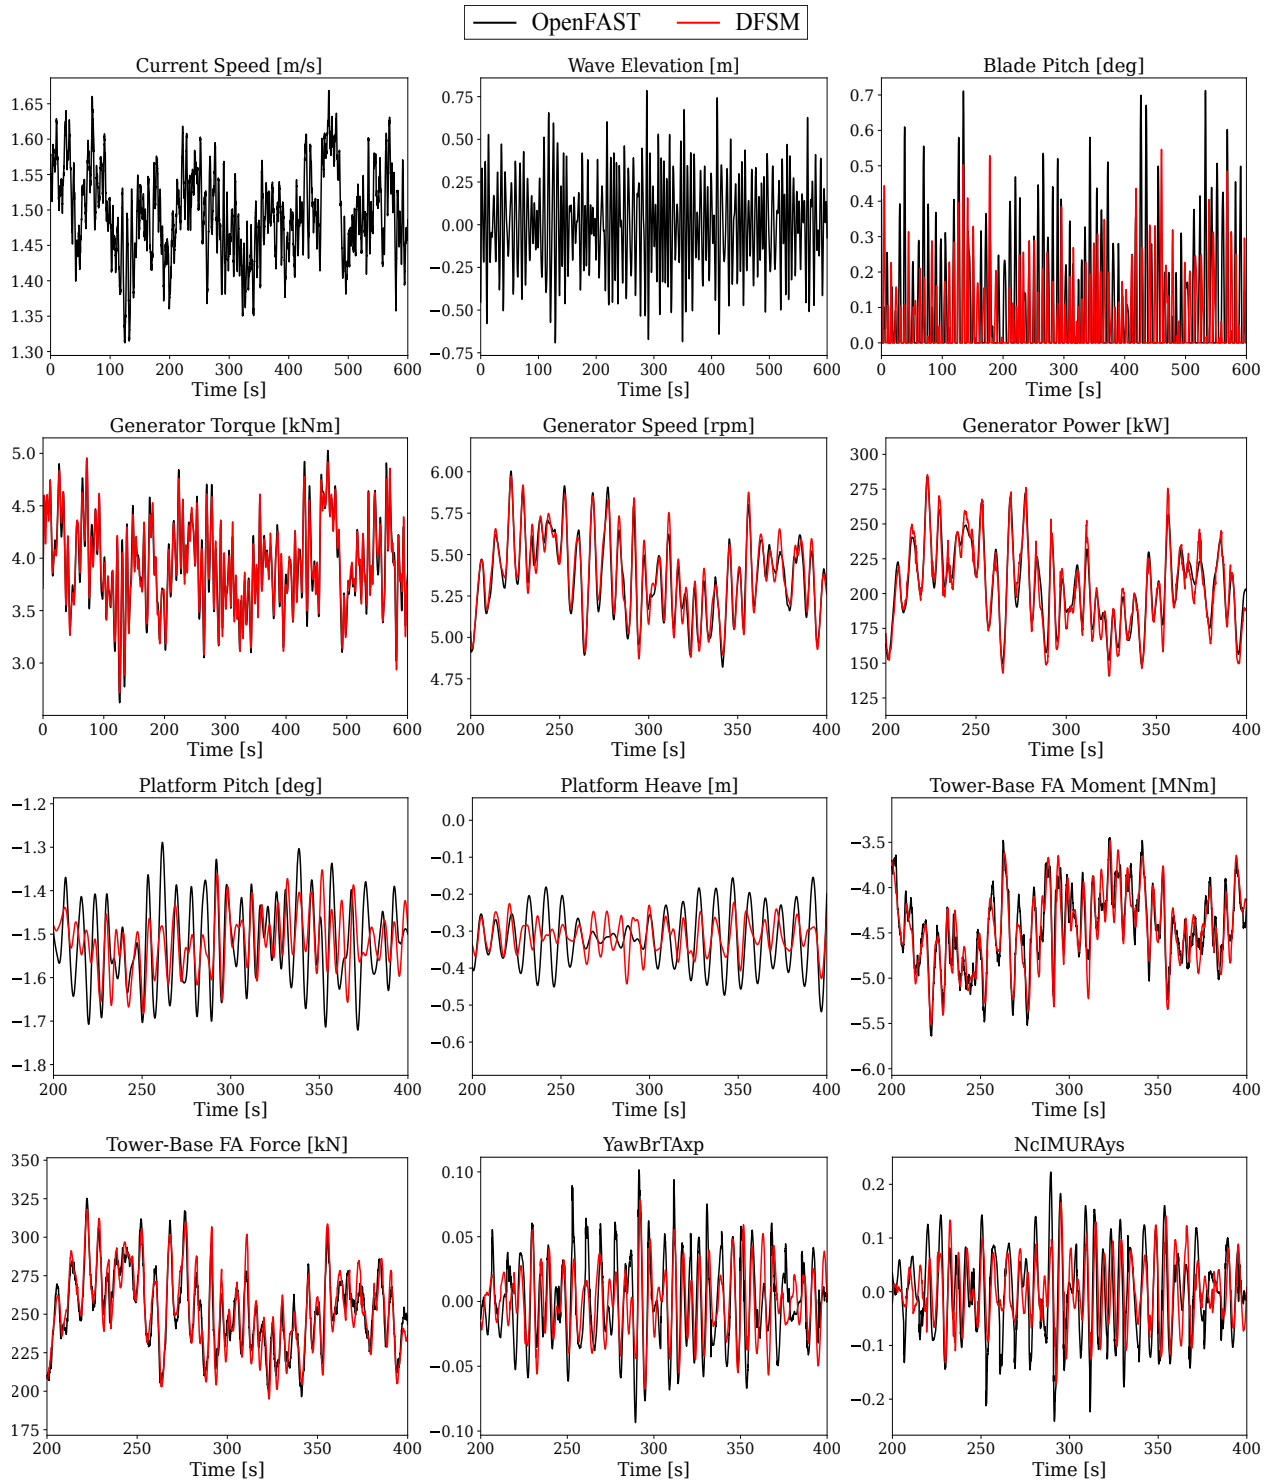 OpenFAST DFSM
Current Speed [m/s]
1.65
1.60
1.55
1.50
1.45
1.40
1.35
1.30
0 100 200 300 400 500 600
Time [s]
Wave Elevation [m]
0.75
0.50
0.25
0.00
−0.25
−0.50
−0.75
0 100 200 300 400 500 600
Time [s]
Blade Pitch [deg]
0.7
0.6
0.5
0.4
0.3
0.2
0.1
0.0
0 100 200 300 400 500 600
Time [s]
Generator Torque [kNm]
5.0
4.5
4.0
3.5
3.0
0 100 200 300 400 500 600
Time [s]
Generator Speed [rpm]
6.00
5.75
5.50
5.25
5.00
4.75
200 250 300 350 400
Time [s]
Generator Power [kW]
300
275
250
225
200
175
150
125
200 250 300 350 400
Time [s]
Platform Pitch [deg]
−1.2
−1.3
−1.4
−1.5
−1.6
−1.7
−1.8
200 250 300 350 400
Time [s]
Platform Heave [m]
0.0
−0.1
−0.2
−0.3
−0.4
−0.5
−0.6
200 250 300 350 400
Time [s]
Tower-Base FA Moment [MNm]
−3.5
−4.0
−4.5
−5.0
−5.5
−6.0
200 250 300 350 400
Time [s]
Tower-Base FA Force [kN]
350
325
300
275
250
225
200
175
200 250 300 350 400
Time [s]
YawBrTAxp
0.10
0.05
0.00
−0.05
−0.10
200 250 300 350 400
Time [s]
NcIMURAys
0.2
0.1
0.0
−0.1
−0.2
200 250 300 350 400
Time [s]